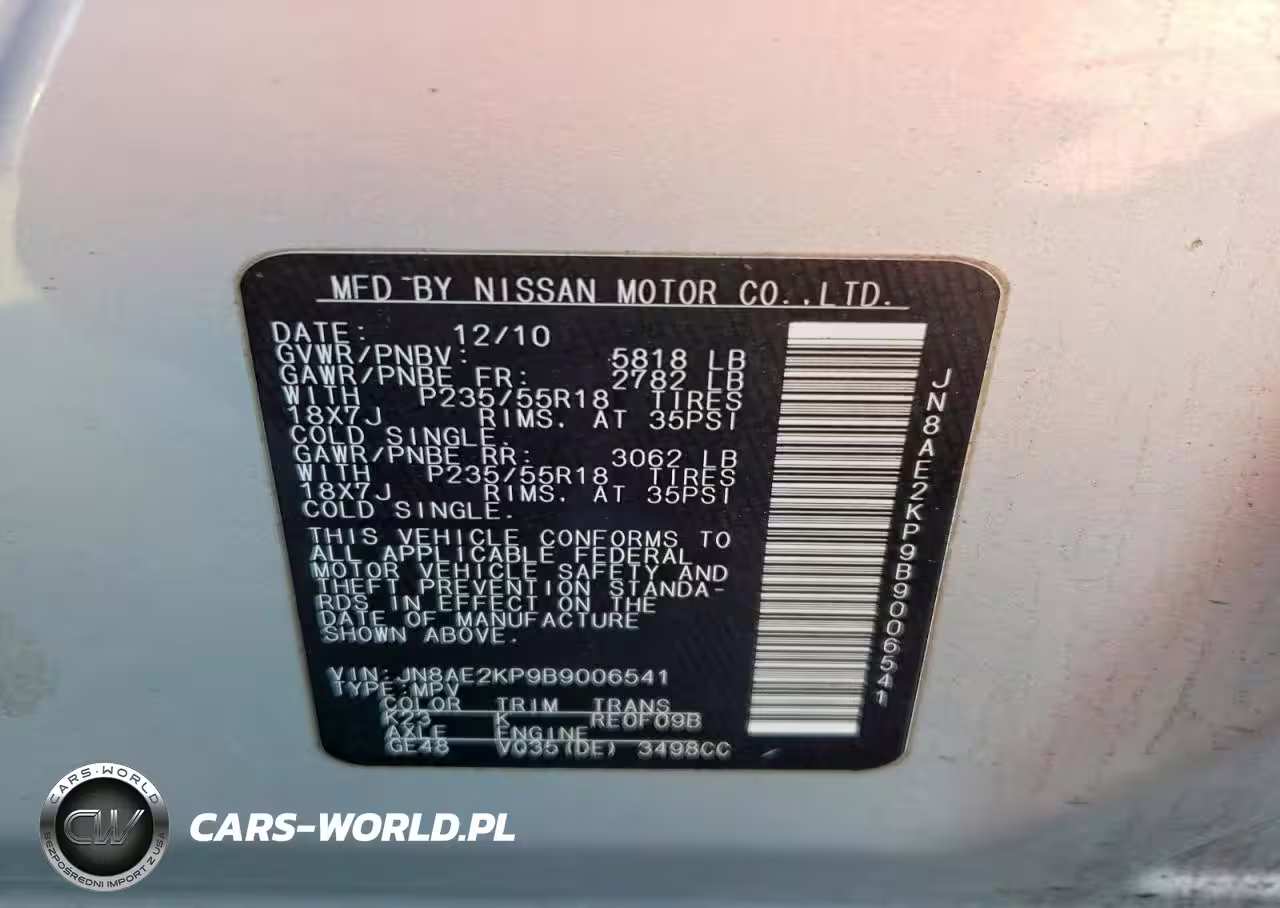 MFD BY NISSAN MOTOR CO.,LTD.
DATE: 12/10
GVWR/PNBV: 5818 LB
GAWR/PNBE FR: 2782 LB
WITH P235/55R18 TIRES
18X7J RIMS. AT 35PSI
COLD SINGLE.
GAWR/PNBE RR: 3062 LB
WITH P235/55R18 TIRES
18X7J RIMS. AT 35PSI
COLD SINGLE.
THIS VEHICLE CONFORMS TO
ALL APPLICABLE FEDERAL
MOTOR VEHICLE SAFETY AND
THEFT PREVENTION STANDA-
RDS IN EFFECT ON THE
DATE OF MANUFACTURE
SHOWN ABOVE.
VIN: JN8AE2KP9B9006541
TYPE:MPV
COLOR TRIM TRANS
K23 K RE0F09B
AXLE ENGINE
GE48 VQ35(DE) 3498CC
JN8AE2KP9B9006541
CARS-WORLD
CW
BEZPOŚREDNI IMPORT Z USA
CARS-WORLD.PL